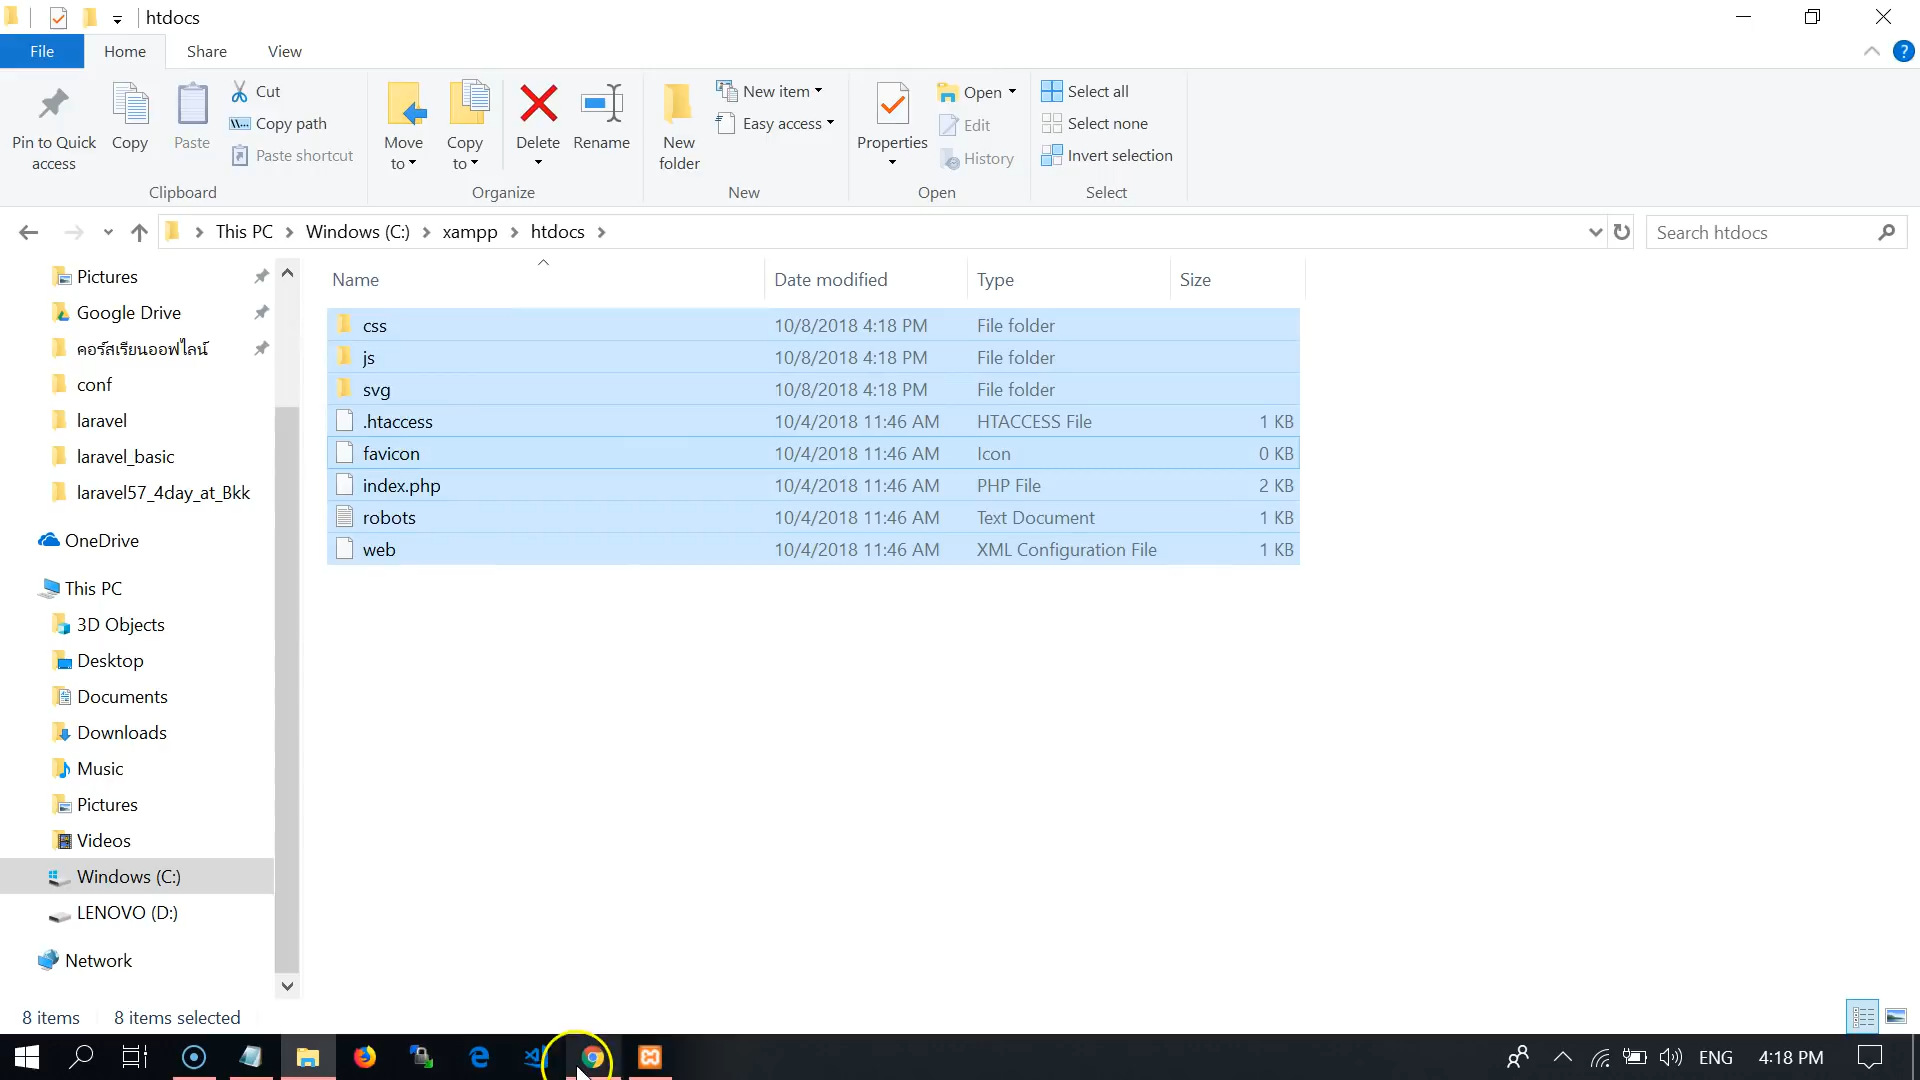 htdocs
File Home Share View
Pin to Quick access
Copy
Paste
Cut
Copy path
Paste shortcut
Clipboard
Move to
Copy to
Delete
Rename
Organize
New folder
New item
Easy access
New
Properties
Open
Edit
History
Open
Select all
Select none
Invert selection
Select
This PC Windows (C:) xampp htdocs
Search htdocs
Pictures
Google Drive
คอร์สเรียนออฟไลน์
conf
laravel
laravel_basic
laravel57_4day_at_Bkk
OneDrive
This PC
3D Objects
Desktop
Documents
Downloads
Music
Pictures
Videos
Windows (C:)
LENOVO (D:)
Network
Name Date modified Type Size
css 10/8/2018 4:18 PM File folder
js 10/8/2018 4:18 PM File folder
svg 10/8/2018 4:18 PM File folder
.htaccess 10/4/2018 11:46 AM HTACCESS File 1 KB
favicon 10/4/2018 11:46 AM Icon 0 KB
index.php 10/4/2018 11:46 AM PHP File 2 KB
robots 10/4/2018 11:46 AM Text Document 1 KB
web 10/4/2018 11:46 AM XML Configuration File 1 KB
8 items 8 items selected
ENG 4:18 PM